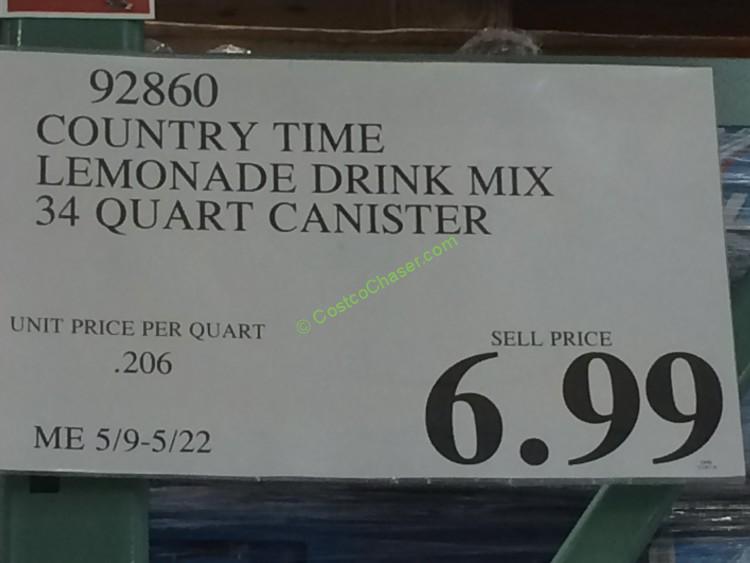 92860
COUNTRY TIME
LEMONADE DRINK MIX
34 QUART CANISTER
© CostcoChaser.com
UNIT PRICE PER QUART
.206
SELL PRICE
6.99
ME 5/9-5/22